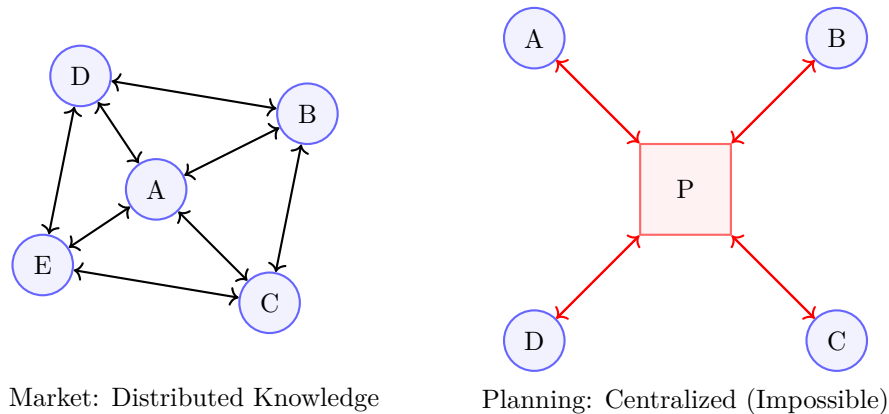 D
B
A
E
C
Market: Distributed Knowledge
A
B
P
D
C
Planning: Centralized (Impossible)